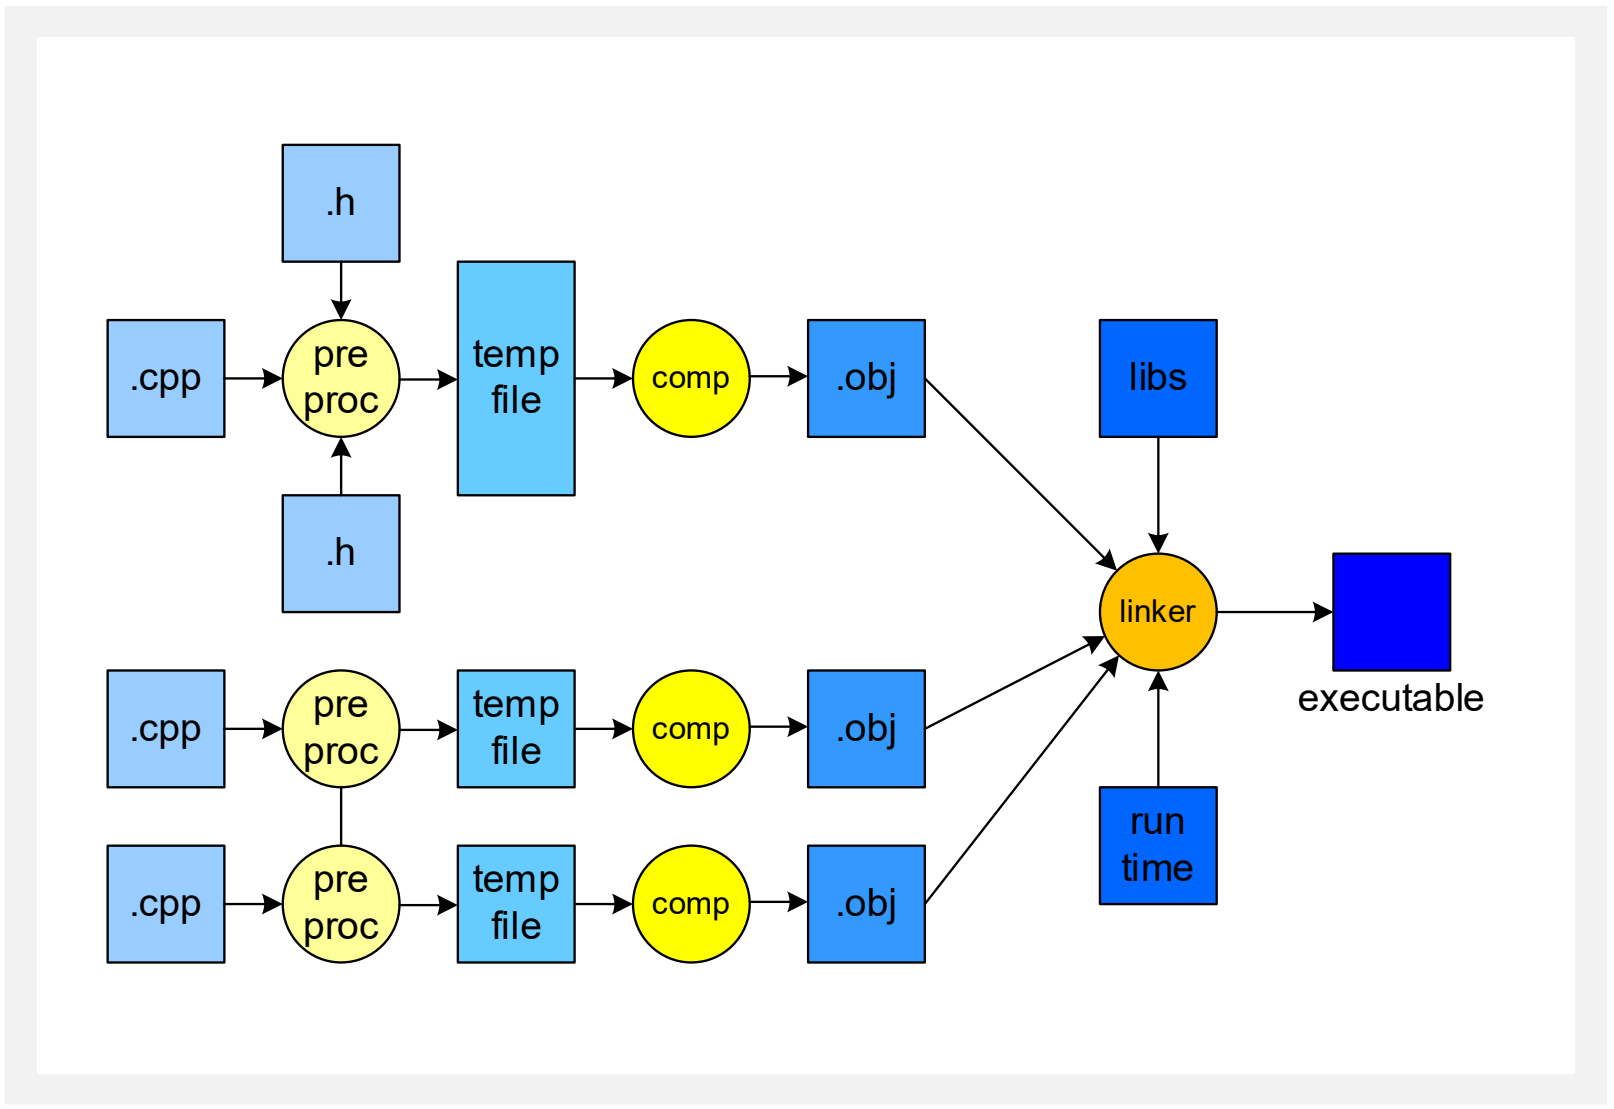 .h
.cpp
pre
proc
temp
file
comp
.obj
libs
.h
linker
executable
.cpp
pre
proc
temp
file
comp
.obj
run
time
.cpp
pre
proc
temp
file
comp
.obj